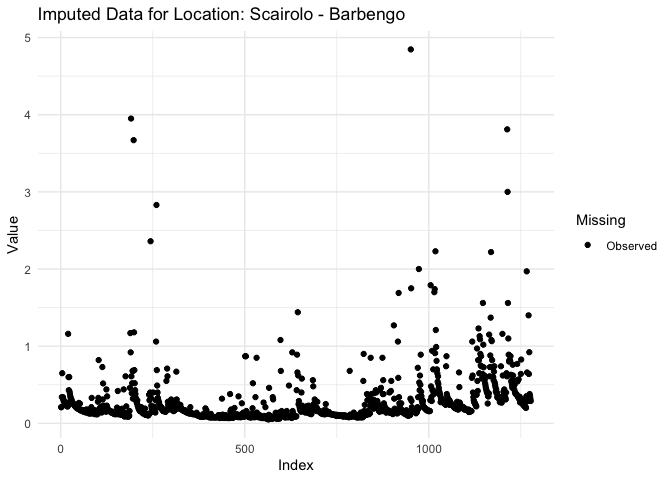 Imputed Data for Location: Scairolo - Barbengo
5
4
3
2
1
0
Value
0
500
1000
Index
Missing
Observed